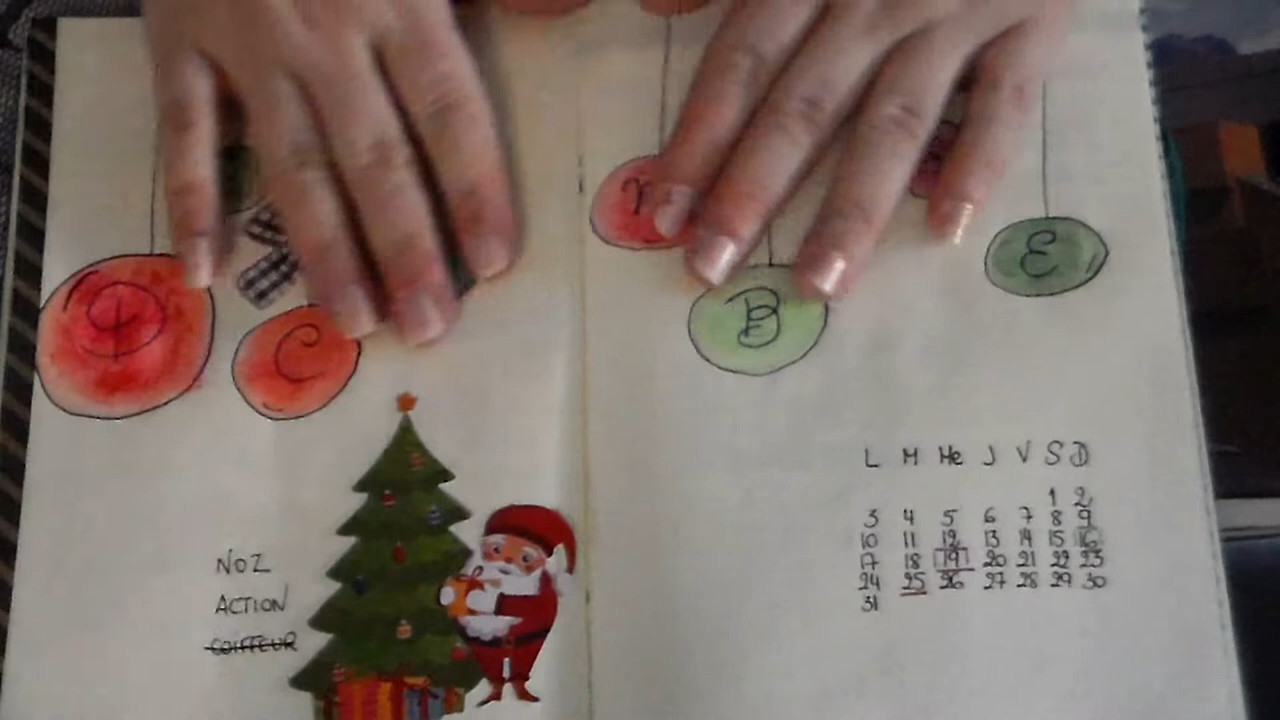 D
C
R
B
E
NOZ
ACTION
COIFFEUR
L M Me J V S D
1 2
3 4 5 6 7 8 9
10 11 12 13 14 15 16
17 18 19 20 21 22 23
24 25 26 27 28 29 30
31